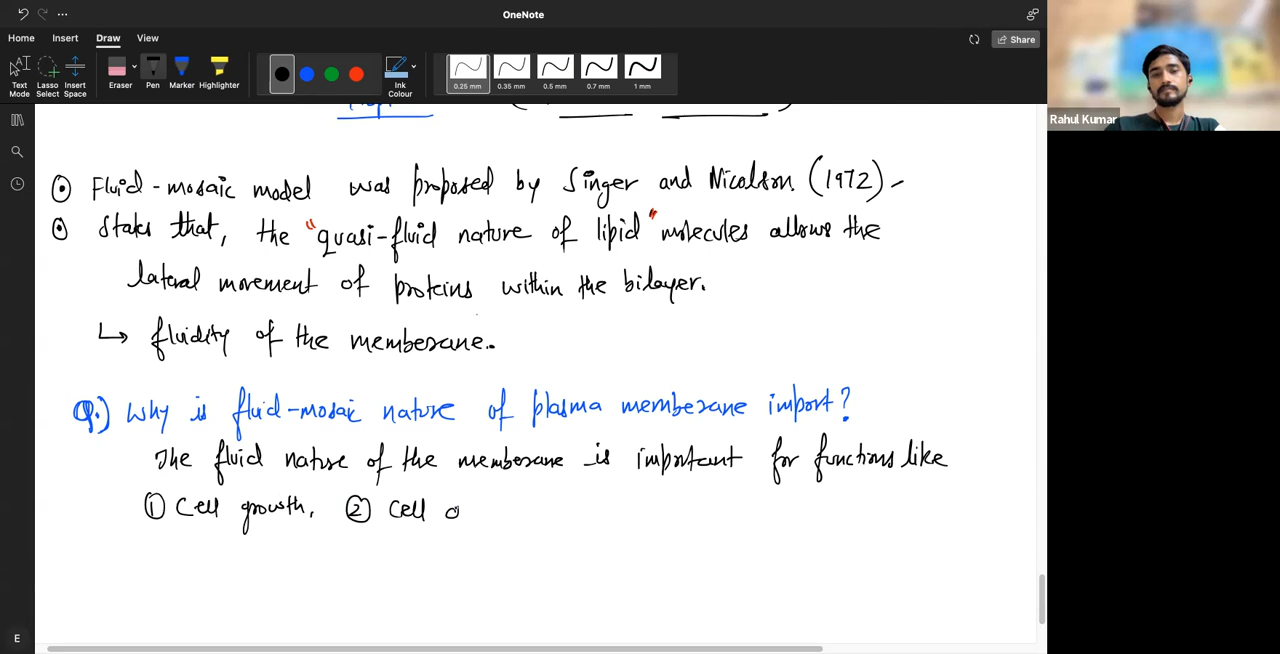 OneNote
Home Insert Draw View
Share
Text Mode Lasso Select Insert Space Eraser Pen Marker Highlighter Ink Colour 0.25 mm 0.35 mm 0.5 mm 0.7 mm 1 mm
Rahul Kumar
Fluid-mosaic model was proposed by Singer and Nicolson (1972) -
States that, the "quasi-fluid nature of lipid" molecules allows the
lateral movement of proteins within the bilayer.
↳ fluidity of the membrane.
Q.) Why is fluid-mosaic nature of plasma membrane import?
The fluid nature of the membrane is important for functions like
① Cell growth, ② Cell
E